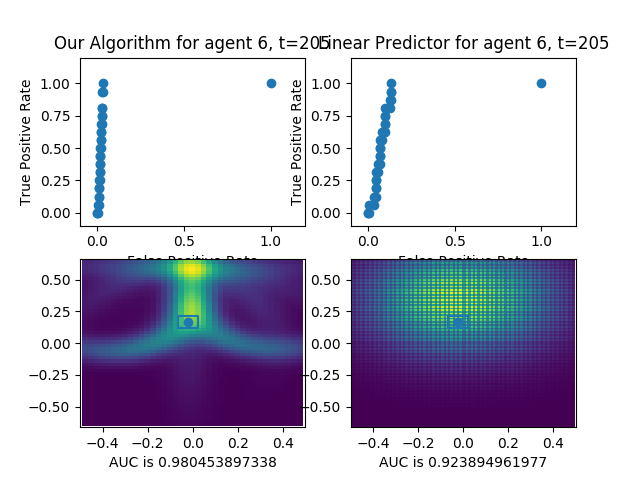 Our Algorithm for agent 6, t=205
Linear Predictor for agent 6, t=205
True Positive Rate
1.00
0.75
0.50
0.25
0.00
0.0 0.5 1.0
False Positive Rate
True Positive Rate
1.00
0.75
0.50
0.25
0.00
0.0 0.5 1.0
False Positive Rate
0.50
0.25
0.00
−0.25
−0.50
−0.4 −0.2 0.0 0.2 0.4
AUC is 0.980453897338
0.50
0.25
0.00
−0.25
−0.50
−0.4 −0.2 0.0 0.2 0.4
AUC is 0.923894961977